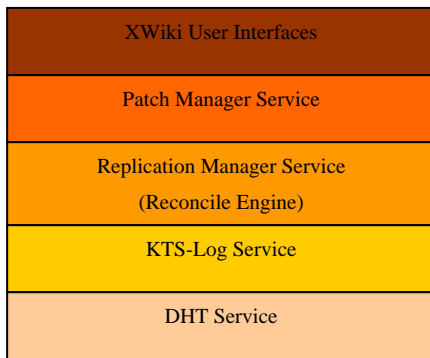 XWiki User Interfaces
Patch Manager Service
Replication Manager Service
(Reconcile Engine)
KTS-Log Service
DHT Service